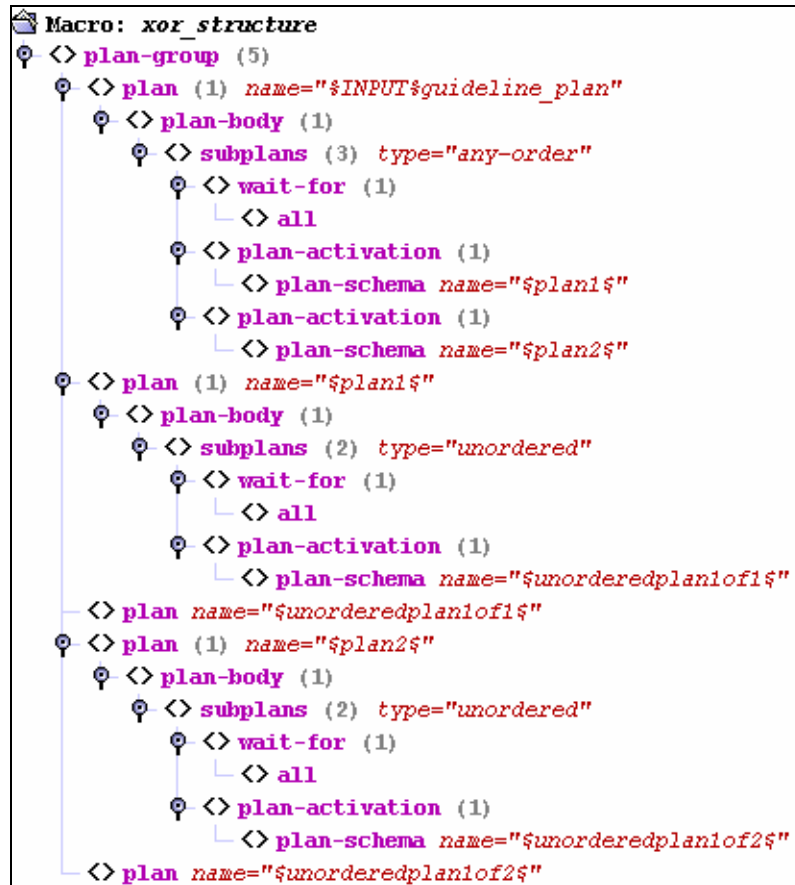 Macro: xor_structure
<> plan-group (5)
<> plan (1) name="$INPUT$guideline_plan"
<> plan-body (1)
<> subplans (3) type="any-order"
<> wait-for (1)
<> all
<> plan-activation (1)
<> plan-schema name="$plan1$"
<> plan-activation (1)
<> plan-schema name="$plan2$"
<> plan (1) name="$plan1$"
<> plan-body (1)
<> subplans (2) type="unordered"
<> wait-for (1)
<> all
<> plan-activation (1)
<> plan-schema name="$unorderedplan1of1$"
<> plan name="$unorderedplan1of1$"
<> plan (1) name="$plan2$"
<> plan-body (1)
<> subplans (2) type="unordered"
<> wait-for (1)
<> all
<> plan-activation (1)
<> plan-schema name="$unorderedplan1of2$"
<> plan name="$unorderedplan1of2$"